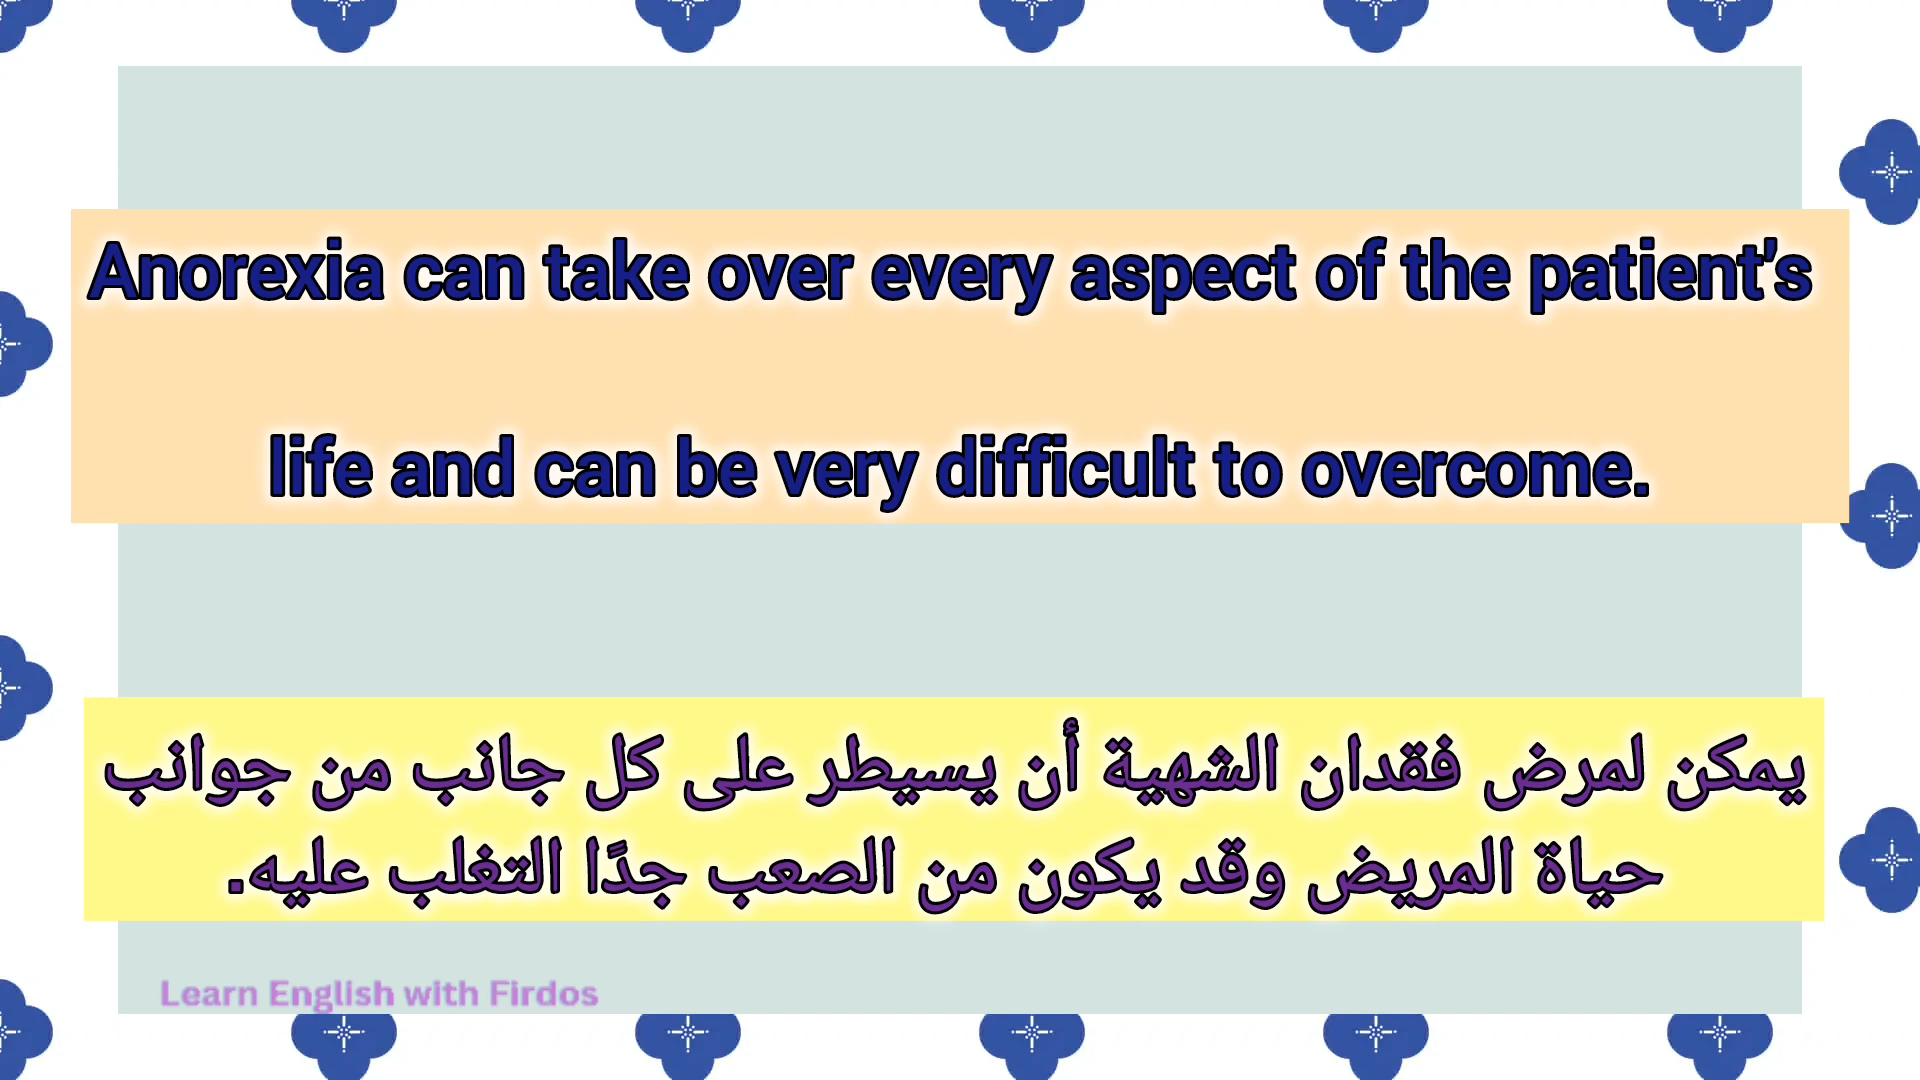 Anorexia can take over every aspect of the patient's
life and can be very difficult to overcome.
يمكن لمرض فقدان الشهية أن يسيطر على كل جانب من جوانب
حياة المريض وقد يكون من الصعب جدًا التغلب عليه.
Learn English with Firdos